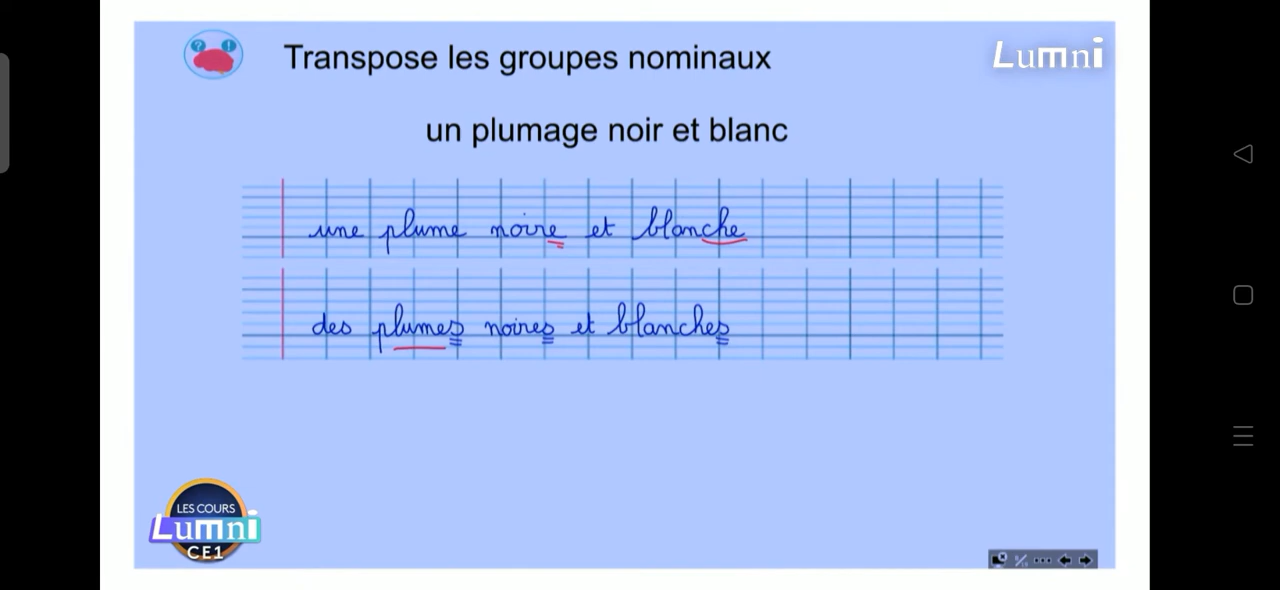 Transpose les groupes nominaux
Lumni
un plumage noir et blanc
une plume noire et blanche
des plumes noires et blanches
LES COURS
Lumni
CE1